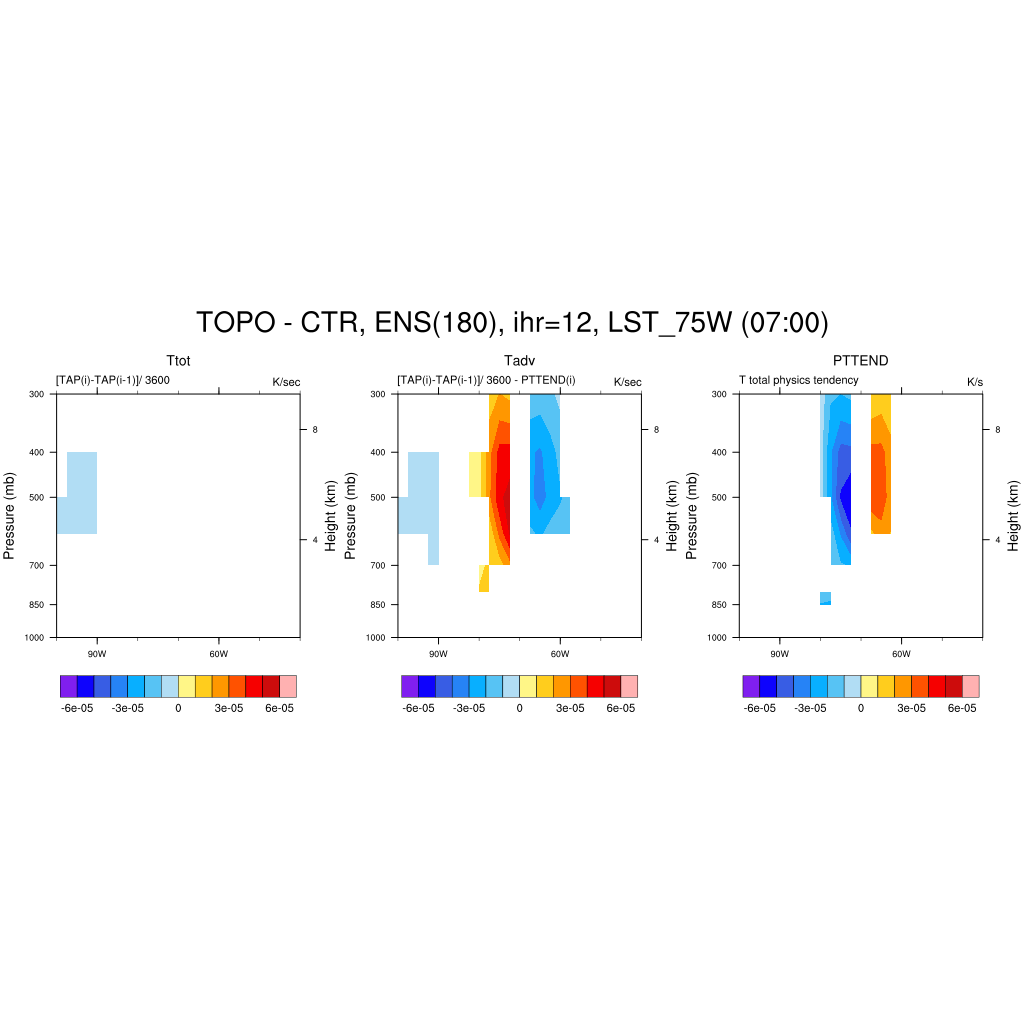 TOPO - CTR, ENS(180), ihr=12, LST_75W (07:00)
Ttot
[TAP(i)-TAP(i-1)]/ 3600 K/sec
300
400
500
700
850
1000
Pressure (mb)
8
4
Height (km)
90W 60W
-6e-05 -3e-05 0 3e-05 6e-05
Tadv
[TAP(i)-TAP(i-1)]/ 3600 - PTTEND(i) K/sec
300
400
500
700
850
1000
Pressure (mb)
8
4
Height (km)
90W 60W
-6e-05 -3e-05 0 3e-05 6e-05
PTTEND
T total physics tendency K/s
300
400
500
700
850
1000
Pressure (mb)
8
4
Height (km)
90W 60W
-6e-05 -3e-05 0 3e-05 6e-05